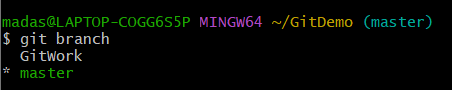 madas@LAPTOP-COGG6S5P MINGW64 ~/GitDemo (master)
$ git branch
  GitWork
* master